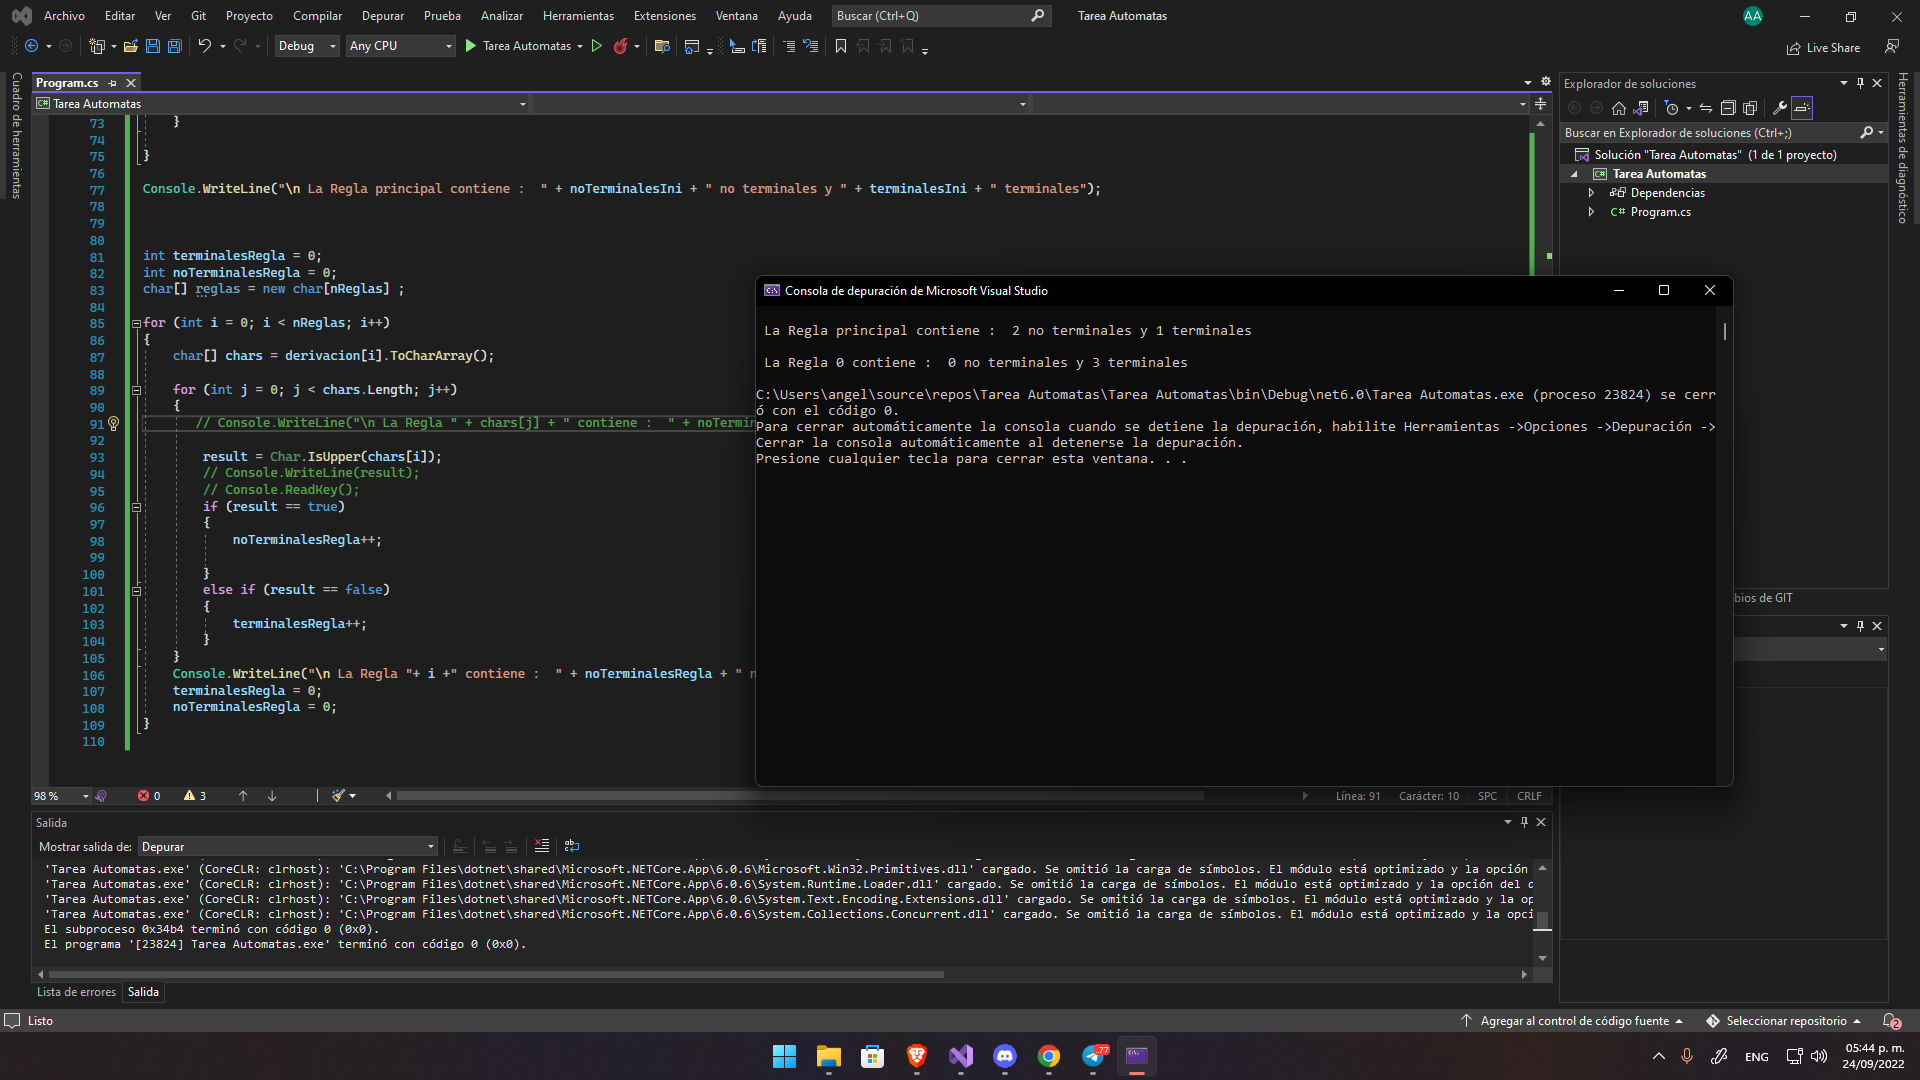 Archivo Editar Ver Git Proyecto Compilar Depurar Prueba Analizar Herramientas Extensiones Ventana Ayuda Buscar (Ctrl+Q) Tarea Automatas AA
Debug Any CPU Tarea Automatas Live Share
Cuadro de herramientas
Program.cs
C# Tarea Automatas
73 }
74
75 }
76
77 Console.WriteLine("\n La Regla principal contiene :  " + noTerminalesIni + " no terminales y " + terminalesIni + " terminales");
78
79
80
81 int terminalesRegla = 0;
82 int noTerminalesRegla = 0;
83 char[] reglas = new char[nReglas] ;
84
85 for (int i = 0; i < nReglas; i++)
86 {
87 char[] chars = derivacion[i].ToCharArray();
88
89 for (int j = 0; j < chars.Length; j++)
90 {
91 // Console.WriteLine("\n La Regla " + chars[j] + " contiene :  " + noTermin
92
93 result = Char.IsUpper(chars[i]);
94 // Console.WriteLine(result);
95 // Console.ReadKey();
96 if (result == true)
97 {
98 noTerminalesRegla++;
99
100 }
101 else if (result == false)
102 {
103 terminalesRegla++;
104 }
105 }
106 Console.WriteLine("\n La Regla "+ i +" contiene :  " + noTerminalesRegla + " n
107 terminalesRegla = 0;
108 noTerminalesRegla = 0;
109 }
110
98 % 0 3 Línea: 91 Carácter: 10 SPC CRLF
Consola de depuración de Microsoft Visual Studio
La Regla principal contiene :  2 no terminales y 1 terminales
La Regla 0 contiene :  0 no terminales y 3 terminales
C:\Users\angel\source\repos\Tarea Automatas\Tarea Automatas\bin\Debug\net6.0\Tarea Automatas.exe (proceso 23824) se cerr
ó con el código 0.
Para cerrar automáticamente la consola cuando se detiene la depuración, habilite Herramientas ->Opciones ->Depuración ->
Cerrar la consola automáticamente al detenerse la depuración.
Presione cualquier tecla para cerrar esta ventana. . .
Explorador de soluciones
Buscar en Explorador de soluciones (Ctrl+;)
Solución "Tarea Automatas" (1 de 1 proyecto)
C# Tarea Automatas
Dependencias
C# Program.cs
Herramientas de diagnóstico
bios de GIT
Salida
Mostrar salida de: Depurar
'Tarea Automatas.exe' (CoreCLR: clrhost): 'C:\Program Files\dotnet\shared\Microsoft.NETCore.App\6.0.6\Microsoft.Win32.Primitives.dll' cargado. Se omitió la carga de símbolos. El módulo está optimizado y la opción
'Tarea Automatas.exe' (CoreCLR: clrhost): 'C:\Program Files\dotnet\shared\Microsoft.NETCore.App\6.0.6\System.Runtime.Loader.dll' cargado. Se omitió la carga de símbolos. El módulo está optimizado y la opción del d
'Tarea Automatas.exe' (CoreCLR: clrhost): 'C:\Program Files\dotnet\shared\Microsoft.NETCore.App\6.0.6\System.Text.Encoding.Extensions.dll' cargado. Se omitió la carga de símbolos. El módulo está optimizado y la op
'Tarea Automatas.exe' (CoreCLR: clrhost): 'C:\Program Files\dotnet\shared\Microsoft.NETCore.App\6.0.6\System.Collections.Concurrent.dll' cargado. Se omitió la carga de símbolos. El módulo está optimizado y la opci
El subproceso 0x34b4 terminó con código 0 (0x0).
El programa '[23824] Tarea Automatas.exe' terminó con código 0 (0x0).
Lista de errores Salida
Listo Agregar al control de código fuente Seleccionar repositorio 2
77 ENG 05:44 p. m.
24/09/2022